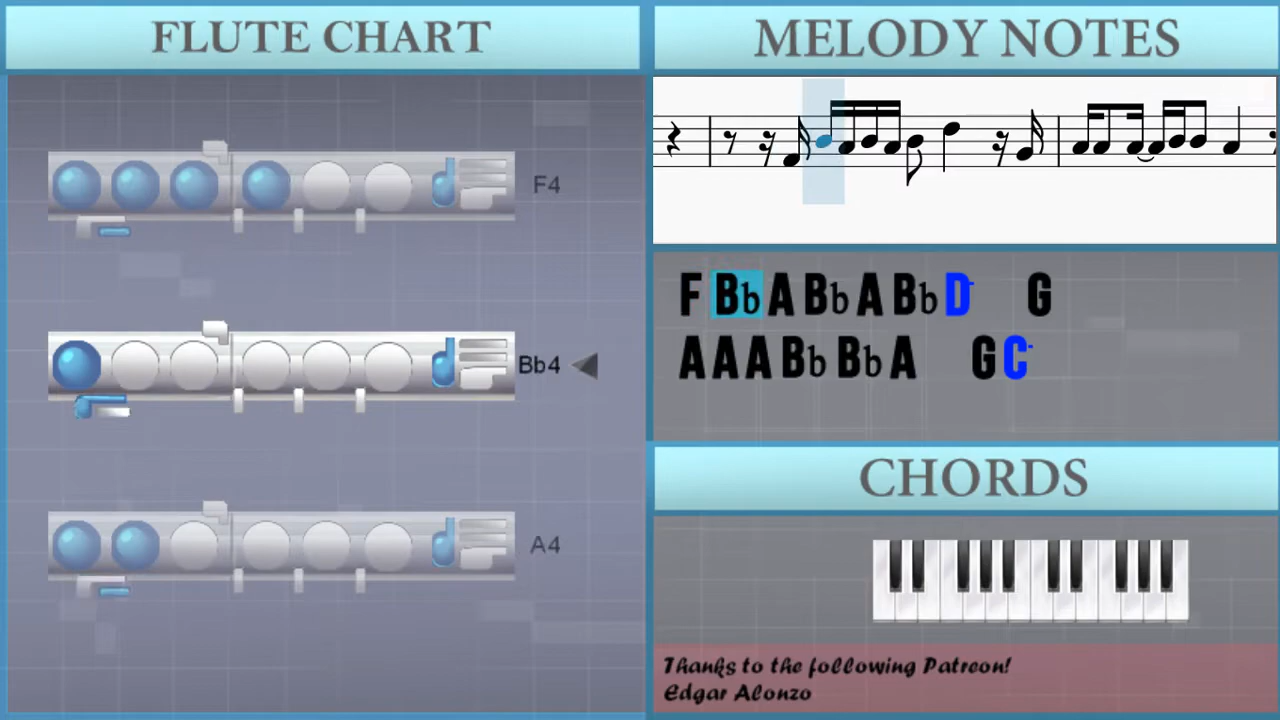 FLUTE CHART
F4
Bb4
A4
MELODY NOTES
F Bb A Bb A Bb D G
A A A Bb Bb A G C
CHORDS
Thanks to the following Patreon!
Edgar Alonzo